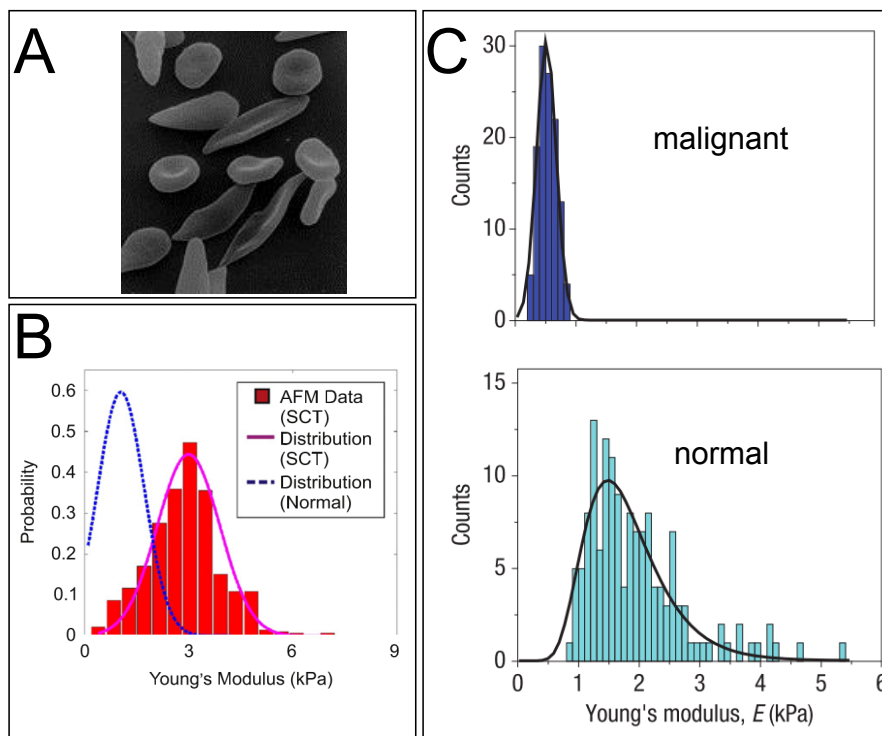 A
B
0.6
0.5
0.4
0.3
0.2
0.1
0
Probability
0
3
6
9
Young's Modulus (kPa)
AFM Data
(SCT)
Distribution
(SCT)
Distribution
(Normal)
C
30
20
10
0
Counts
malignant
15
10
5
0
Counts
normal
0
1
2
3
4
5
6
Young's modulus, E (kPa)